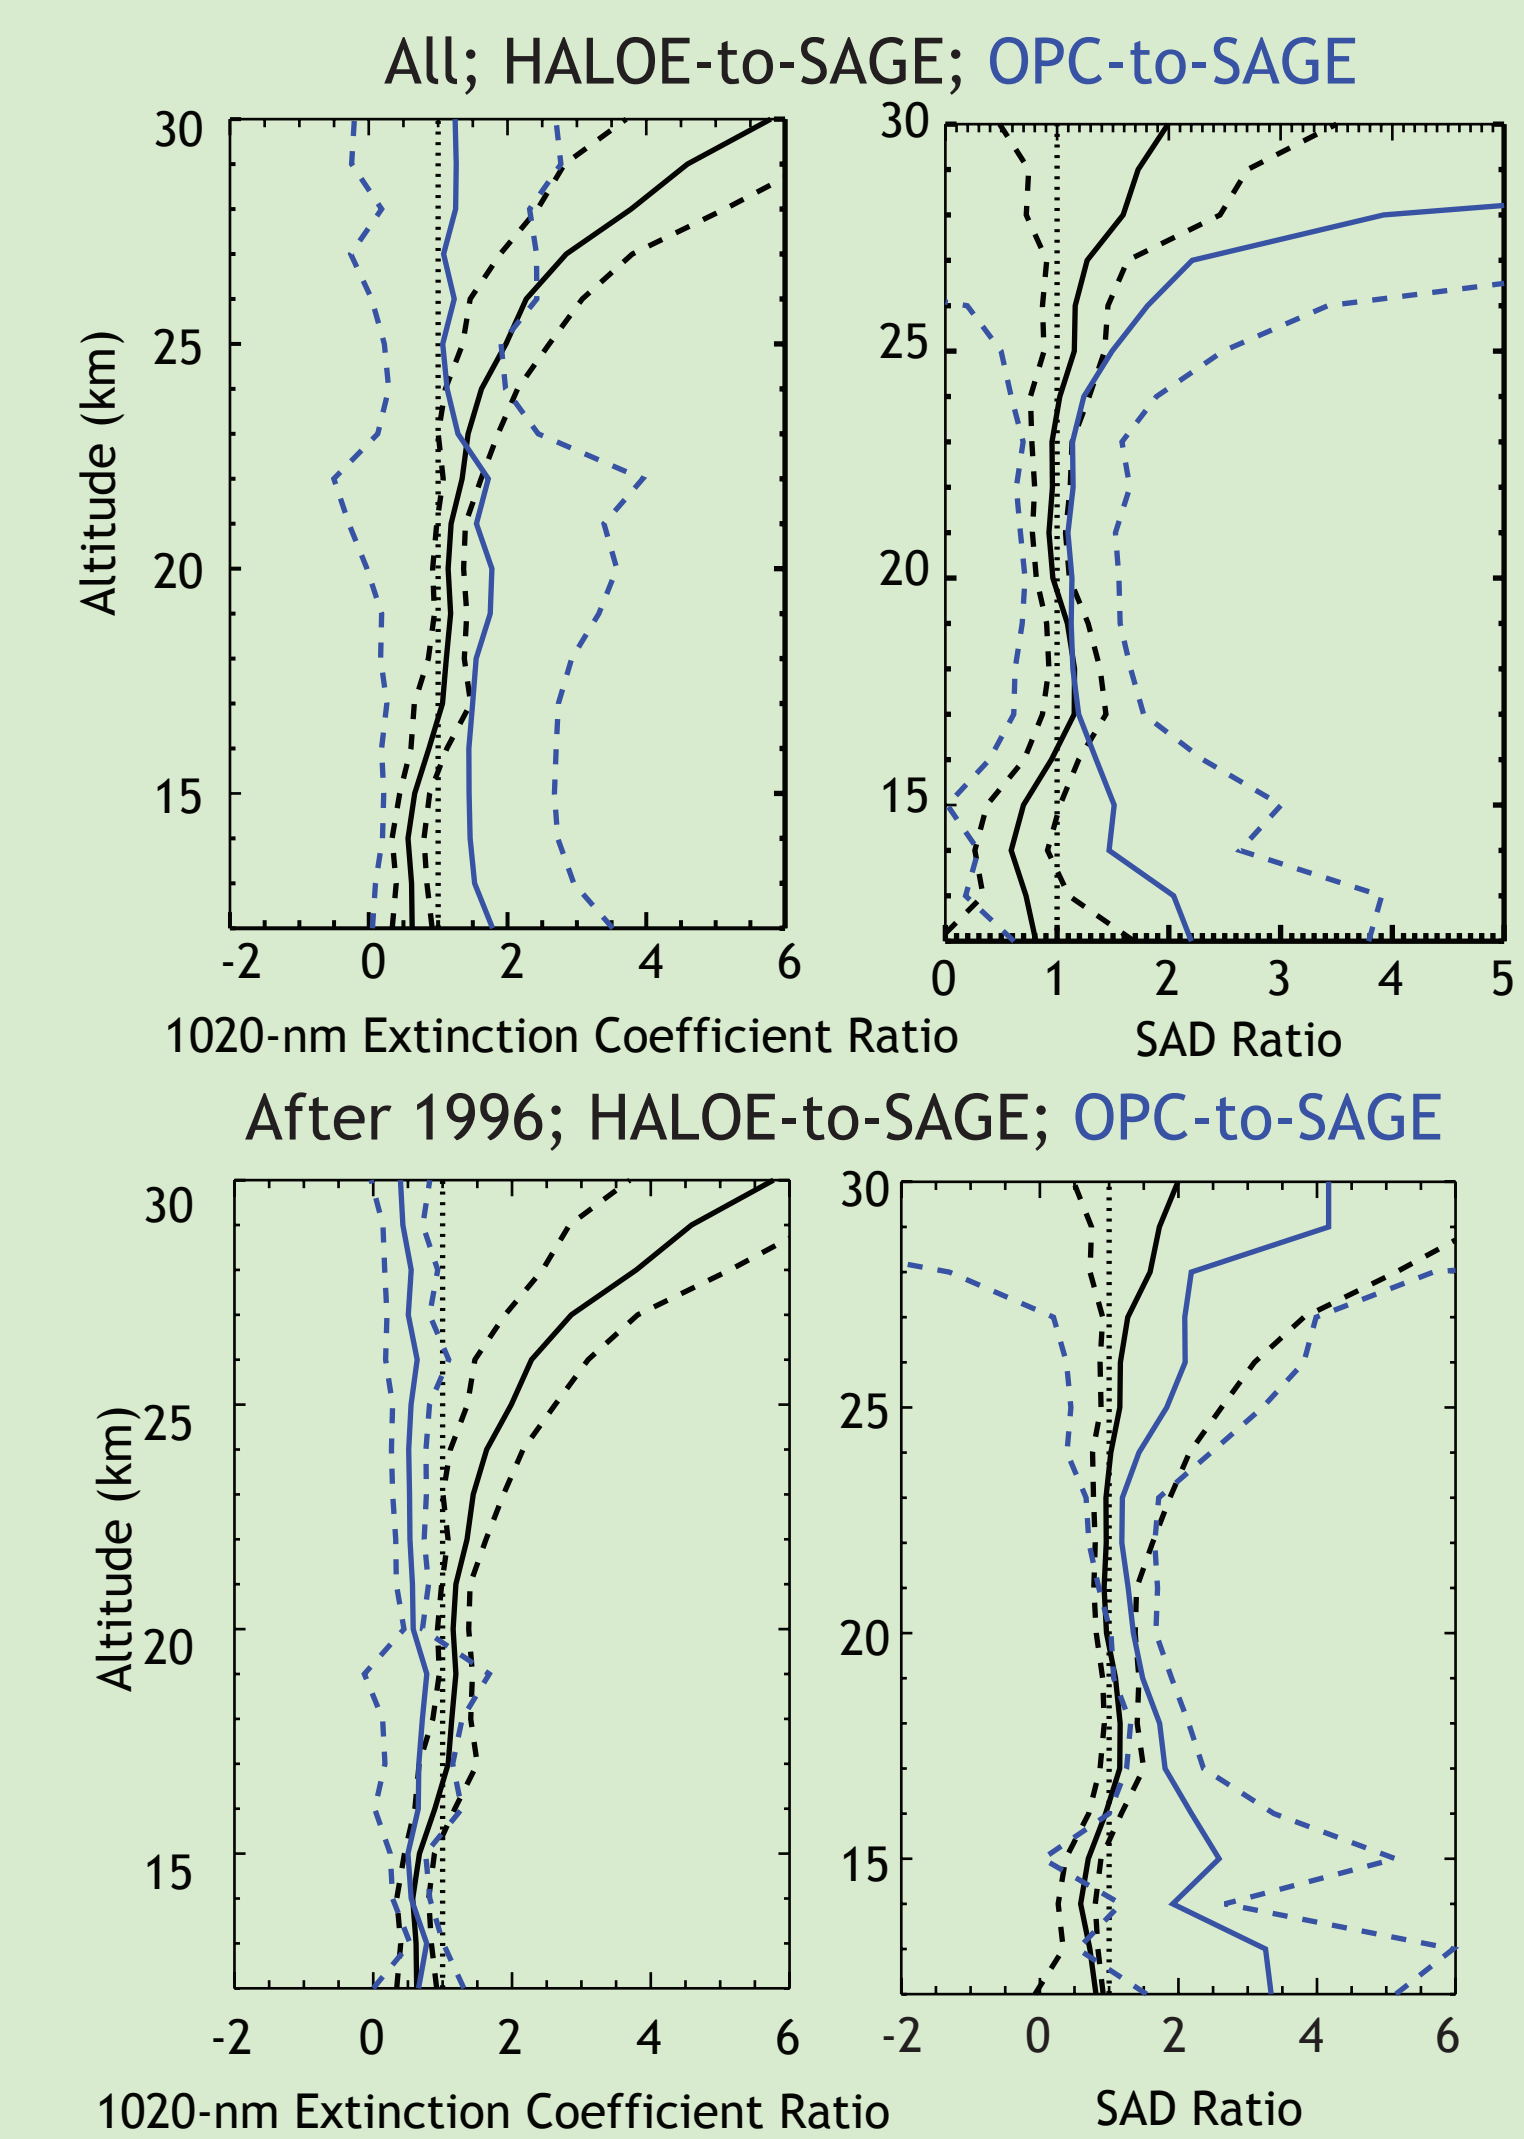 All; HALOE-to-SAGE; OPC-to-SAGE
Altitude (km)
30
25
20
15
-2 0 2 4 6
1020-nm Extinction Coefficient Ratio
30
25
20
15
0 1 2 3 4 5
SAD Ratio
After 1996; HALOE-to-SAGE; OPC-to-SAGE
Altitude (km)
30
25
20
15
-2 0 2 4 6
1020-nm Extinction Coefficient Ratio
30
25
20
15
-2 0 2 4 6
SAD Ratio